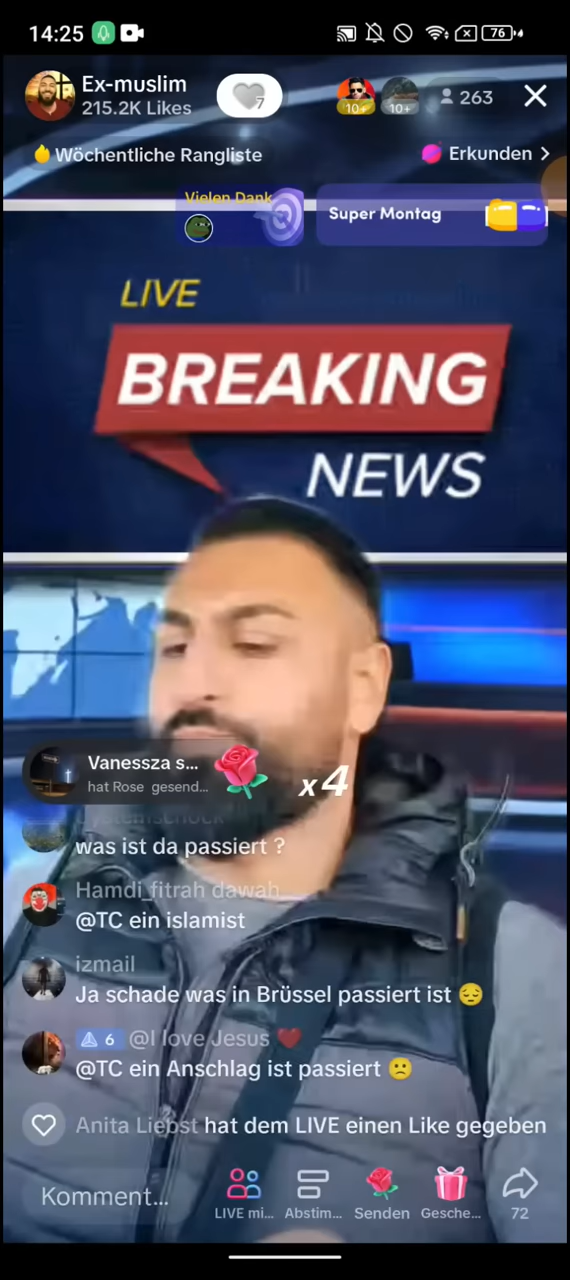 14:25
76
Ex-muslim
215.2K Likes
7
10+
10+
263
Wöchentliche Rangliste
Erkunden
Vielen Dank
Super Montag
LIVE
BREAKING
NEWS
Vanessza s...
hat Rose gesend...
x4
was ist da passiert ?
Hamdi_fitrah dawah
@TC ein islamist
izmail
Ja schade was in Brüssel passiert ist 😔
6 @I love Jesus ❤️
@TC ein Anschlag ist passiert 🙁
Anita Liebst hat dem LIVE einen Like gegeben
Komment...
LIVE mi...
Abstim...
Senden
Gesche...
72